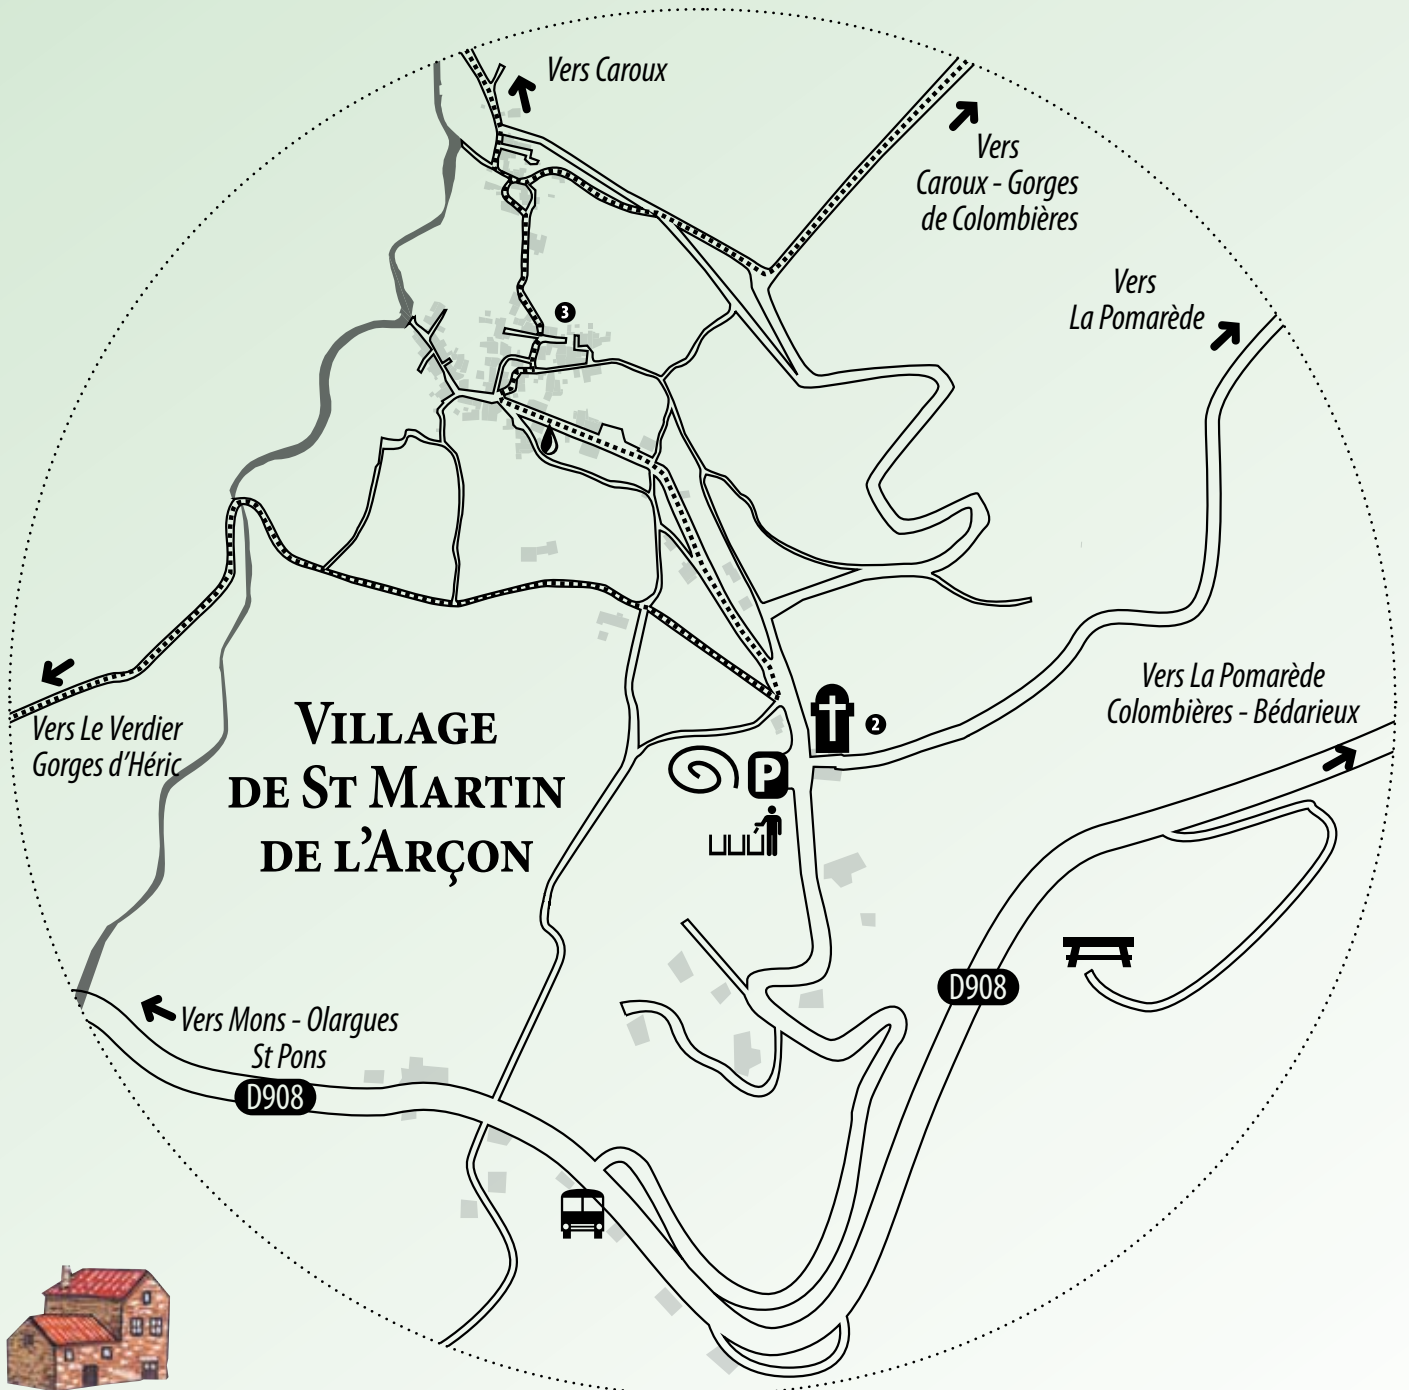 Vers Caroux
Vers
Caroux - Gorges
de Colombières
Vers
La Pomarède
3
Vers La Pomarède
Colombières - Bédarieux
2
Vers Le Verdier
Gorges d'Héric
VILLAGE
DE ST MARTIN
DE L'ARÇON
P
D908
Vers Mons - Olargues
St Pons
D908